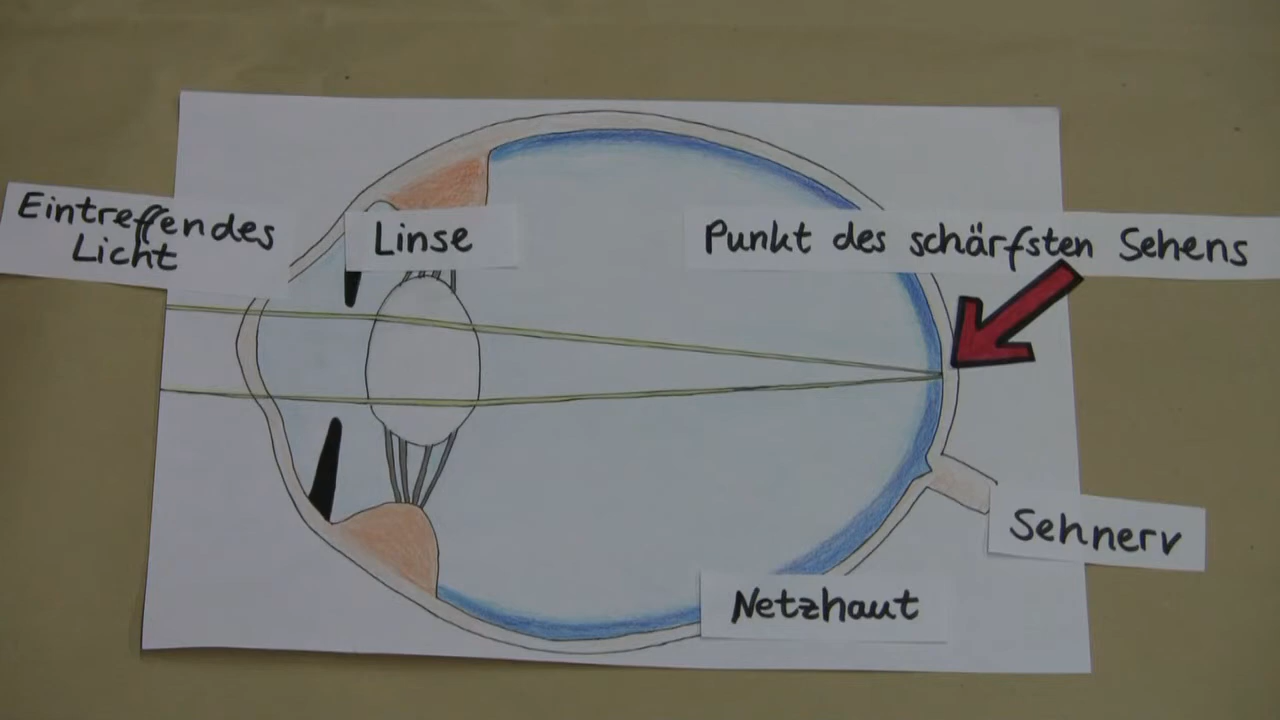 Eintreffendes
Licht
Linse
Punkt des schärfsten Sehens
Sehnerv
Netzhaut